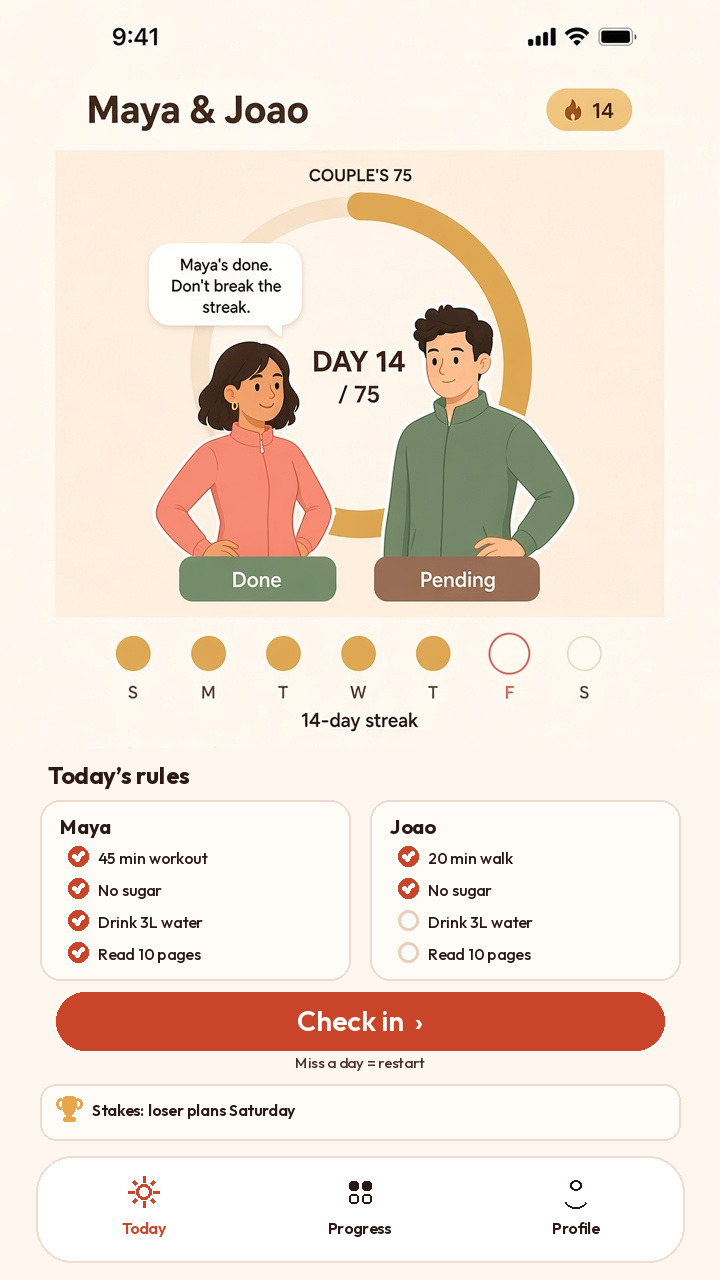 9:41
Maya & Joao
14
COUPLE'S 75
Maya's done.
Don't break the
streak.
DAY 14
/ 75
Done
Pending
S M T W T F S
14-day streak
Today's rules
Maya
45 min workout
No sugar
Drink 3L water
Read 10 pages
Joao
20 min walk
No sugar
Drink 3L water
Read 10 pages
Check in ›
Miss a day = restart
Stakes: loser plans Saturday
Today
Progress
Profile